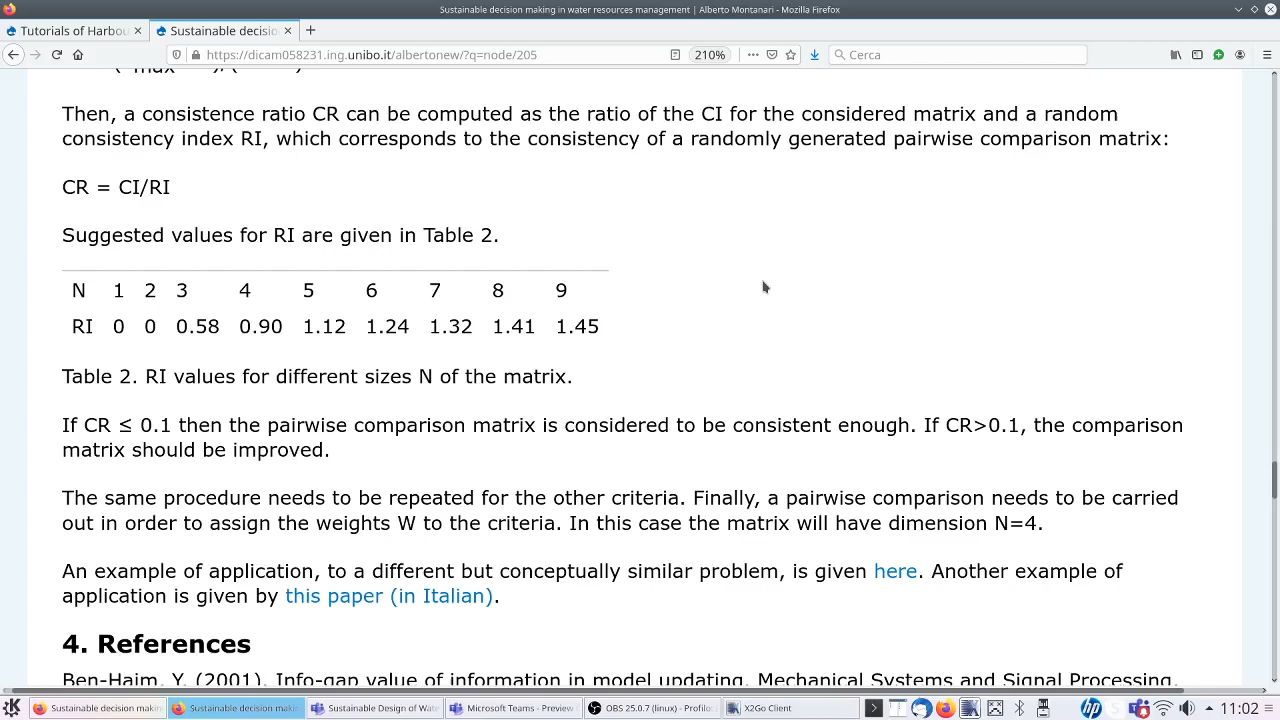 Sustainable decision making in water resources management | Alberto Montanari - Mozilla Firefox
Tutorials of Harbou
Sustainable decisio
https://dicam058231.ing.unibo.it/albertonew/?q=node/205
210%
Cerca
Then, a consistence ratio CR can be computed as the ratio of the CI for the considered matrix and a random
consistency index RI, which corresponds to the consistency of a randomly generated pairwise comparison matrix:
CR = CI/RI
Suggested values for RI are given in Table 2.
N 1 2 3 4 5 6 7 8 9
RI 0 0 0.58 0.90 1.12 1.24 1.32 1.41 1.45
Table 2. RI values for different sizes N of the matrix.
If CR ≤ 0.1 then the pairwise comparison matrix is considered to be consistent enough. If CR>0.1, the comparison
matrix should be improved.
The same procedure needs to be repeated for the other criteria. Finally, a pairwise comparison needs to be carried
out in order to assign the weights W to the criteria. In this case the matrix will have dimension N=4.
An example of application, to a different but conceptually similar problem, is given here. Another example of
application is given by this paper (in Italian).
4. References
Ben-Haim, Y. (2001). Info-gap value of information in model updating. Mechanical Systems and Signal Processing,
Sustainable decision makin
Sustainable decision makin
Sustainable Design of Wate
Microsoft Teams - Preview
OBS 25.0.7 (linux) - Profile
X2Go Client
11:02